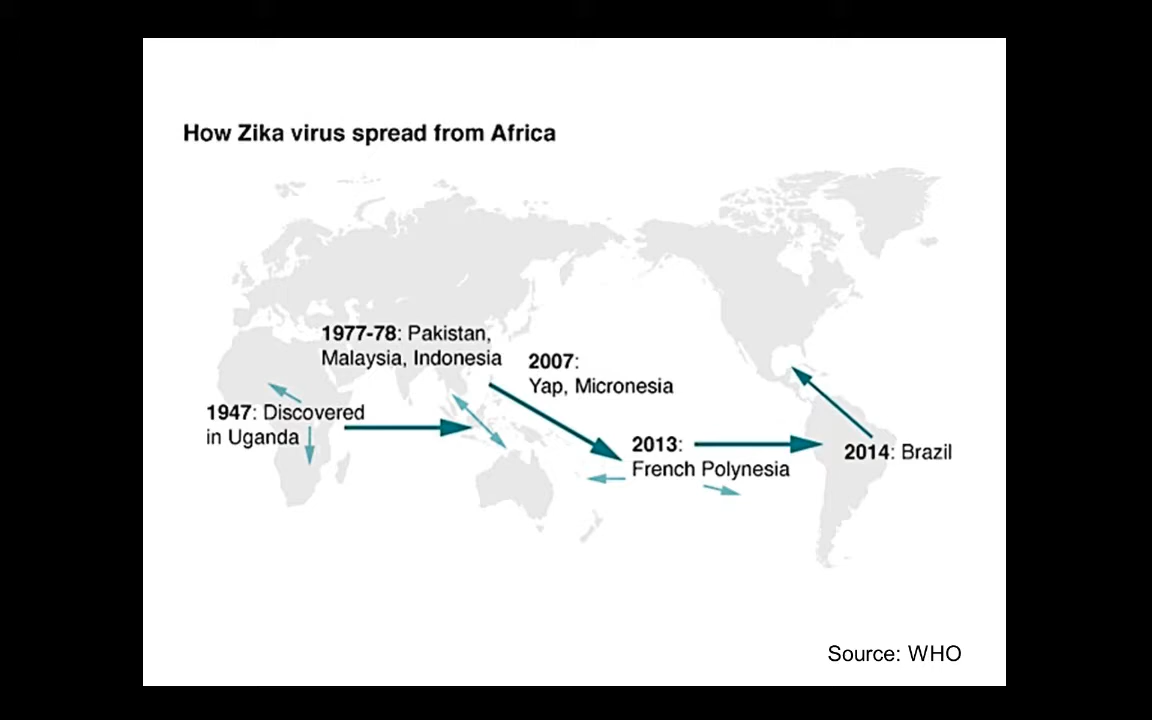 How Zika virus spread from Africa
1977-78: Pakistan,
Malaysia, Indonesia
2007:
Yap, Micronesia
1947: Discovered
in Uganda
2013:
French Polynesia
2014: Brazil
Source: WHO